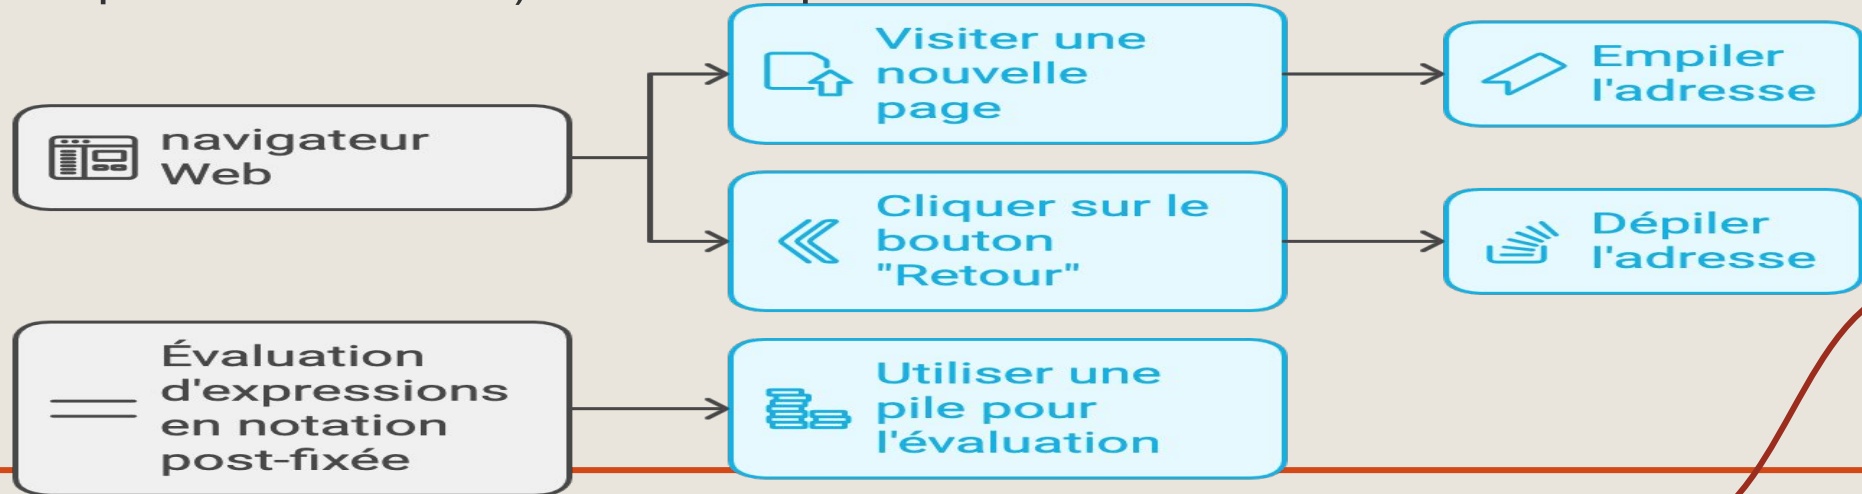 navigateur
Web
Visiter une
nouvelle
page
Empiler
l'adresse
Cliquer sur le
bouton
"Retour"
Dépiler
l'adresse
Évaluation
d'expressions
en notation
post-fixée
Utiliser une
pile pour
l'évaluation